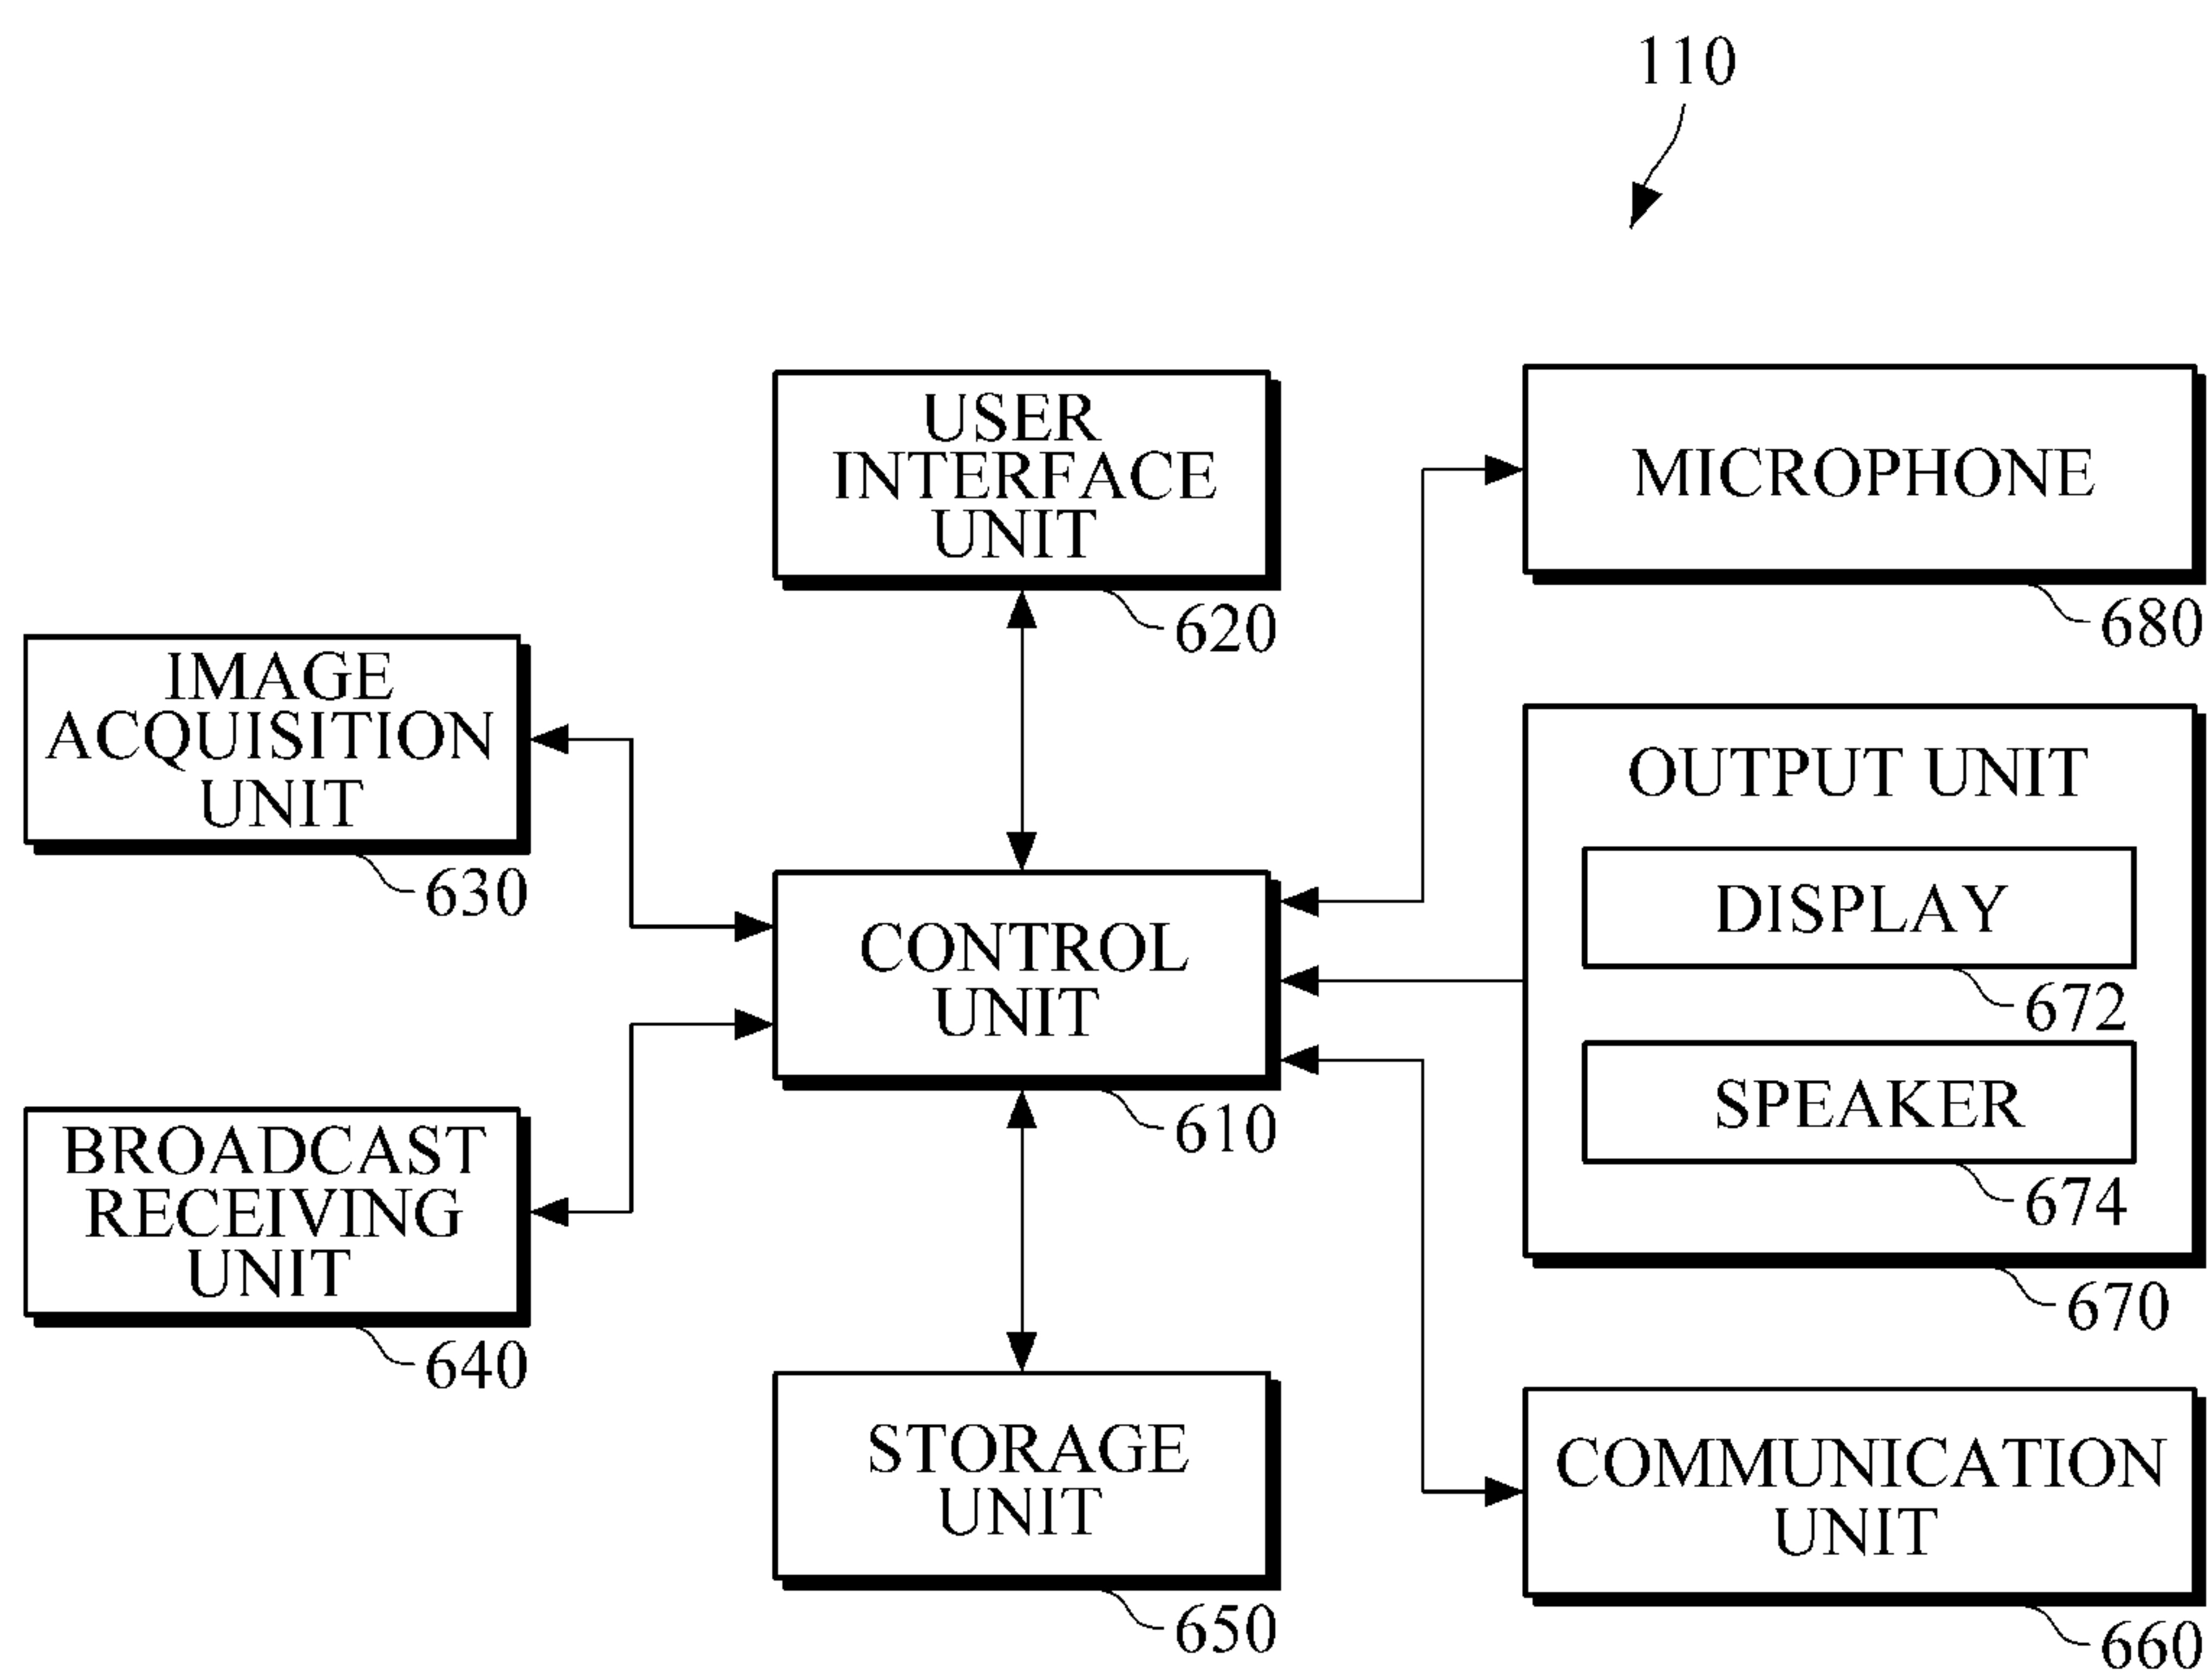 110
USER
INTERFACE
UNIT
620
MICROPHONE
680
IMAGE
ACQUISITION
UNIT
630
OUTPUT UNIT
DISPLAY
672
SPEAKER
674
670
CONTROL
UNIT
610
BROADCAST
RECEIVING
UNIT
640
STORAGE
UNIT
650
COMMUNICATION
UNIT
660